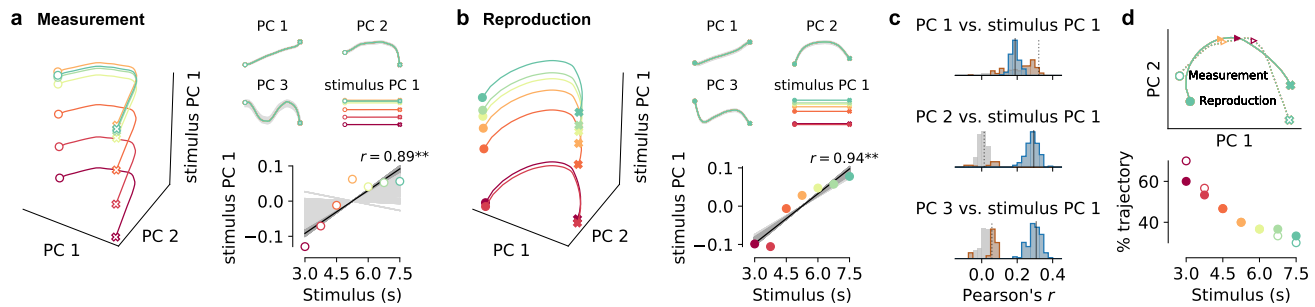 a Measurement
PC 1
PC 2
stimulus PC 1
PC 1
PC 2
PC 3
stimulus PC 1
r = 0.89**
stimulus PC 1
0.1
0.0
−0.1
3.0 4.5 6.0 7.5
Stimulus (s)
b Reproduction
PC 1
PC 2
stimulus PC 1
PC 1
PC 2
PC 3
stimulus PC 1
r = 0.94**
stimulus PC 1
0.1
0.0
−0.1
3.0 4.5 6.0 7.5
Stimulus (s)
c
PC 1 vs. stimulus PC 1
PC 2 vs. stimulus PC 1
PC 3 vs. stimulus PC 1
0.0 0.2 0.4
Pearson's r
d
PC 2
Measurement
Reproduction
PC 1
% trajectory
60
40
3.0 4.5 6.0 7.5
Stimulus (s)